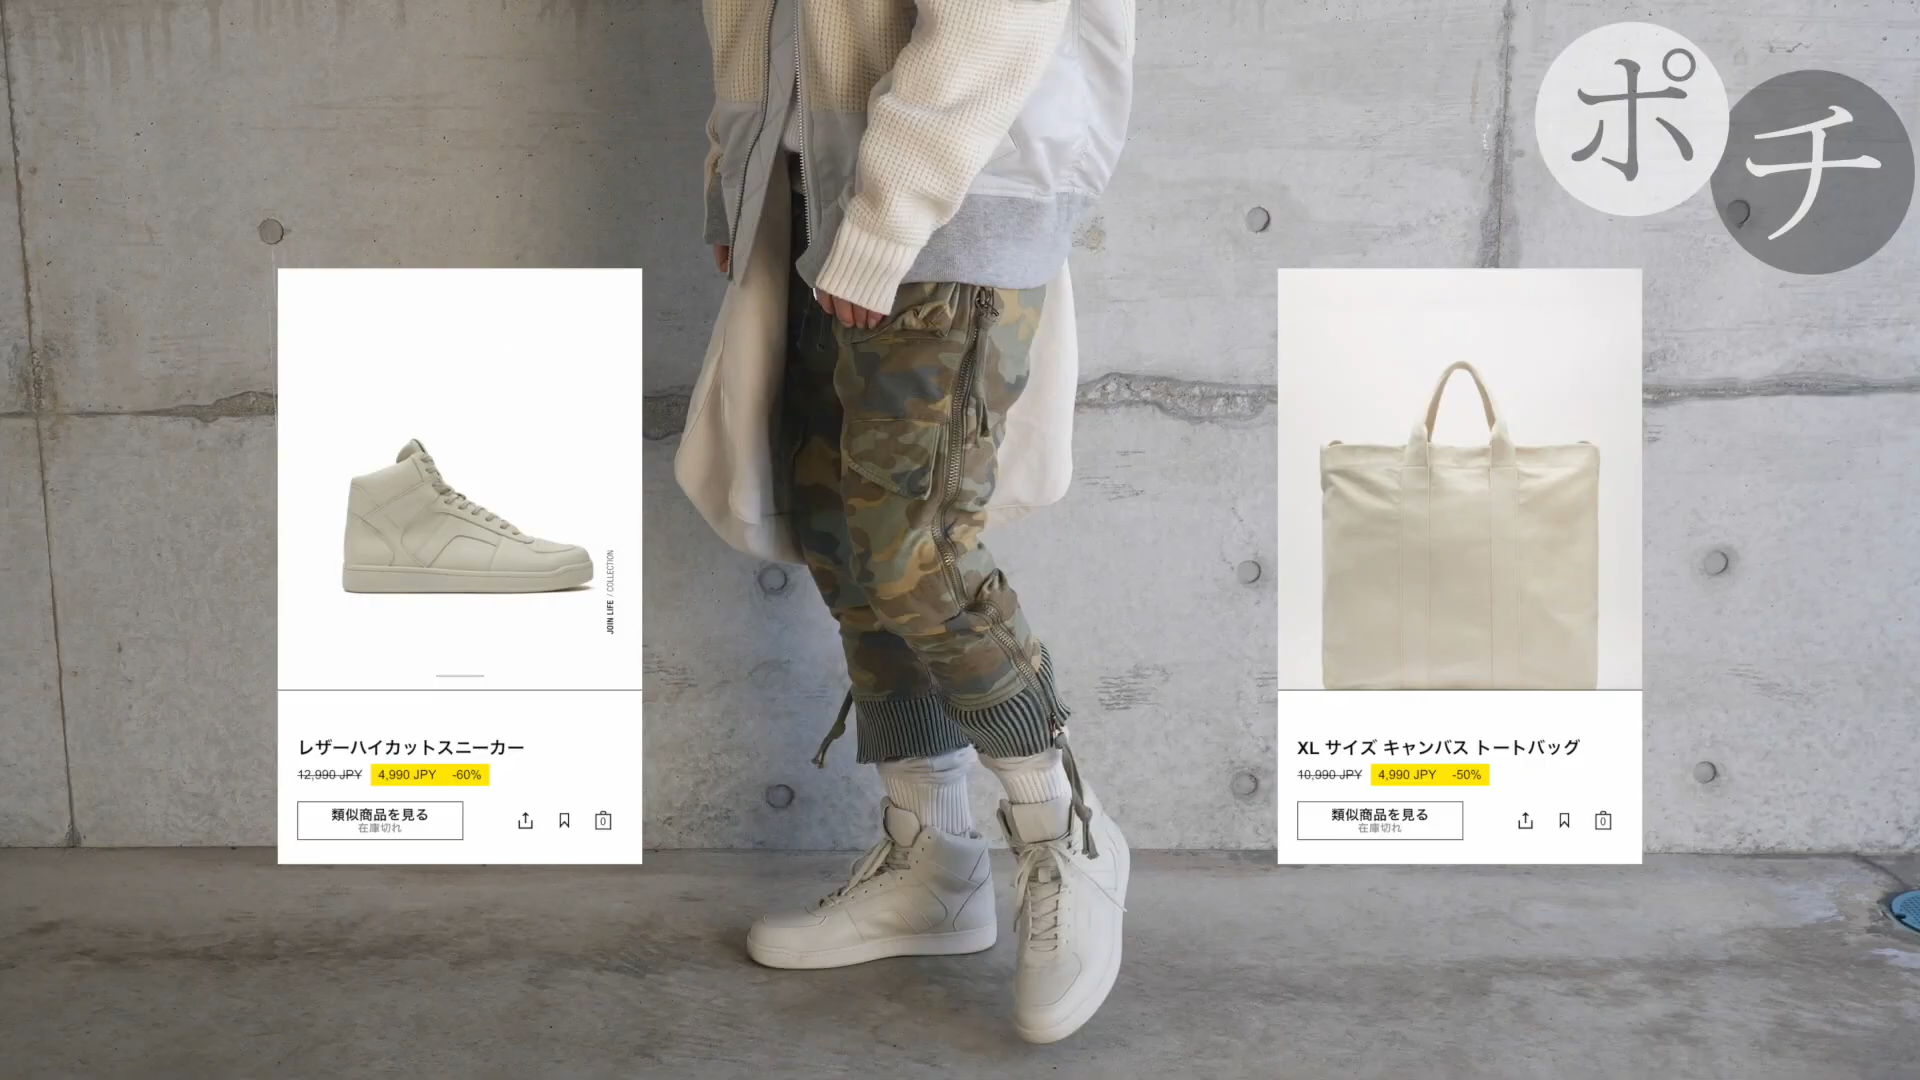 ポチ
JOIN LIFE / COLLECTION
レザーハイカットスニーカー
12,990 JPY 4,990 JPY -60%
類似商品を見る
在庫切れ
0
XL サイズ キャンバス トートバッグ
10,990 JPY 4,990 JPY -50%
類似商品を見る
在庫切れ
0